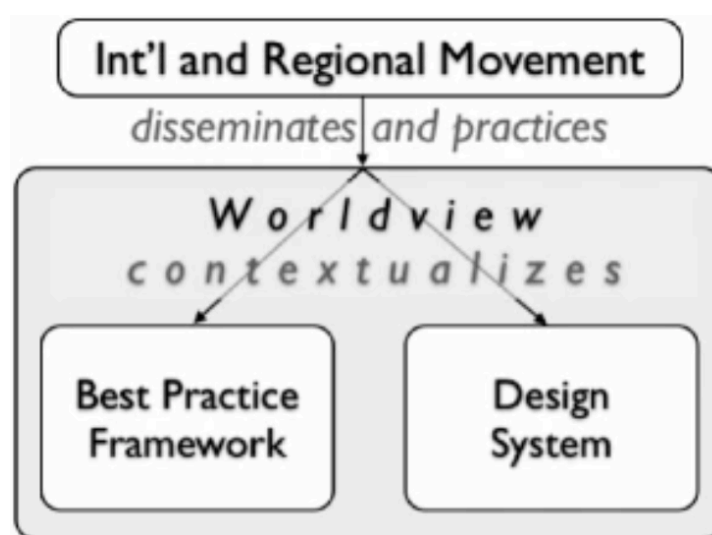 Int'l and Regional Movement
disseminates and practices
Worldview
contextualizes
Best Practice
Framework
Design
System